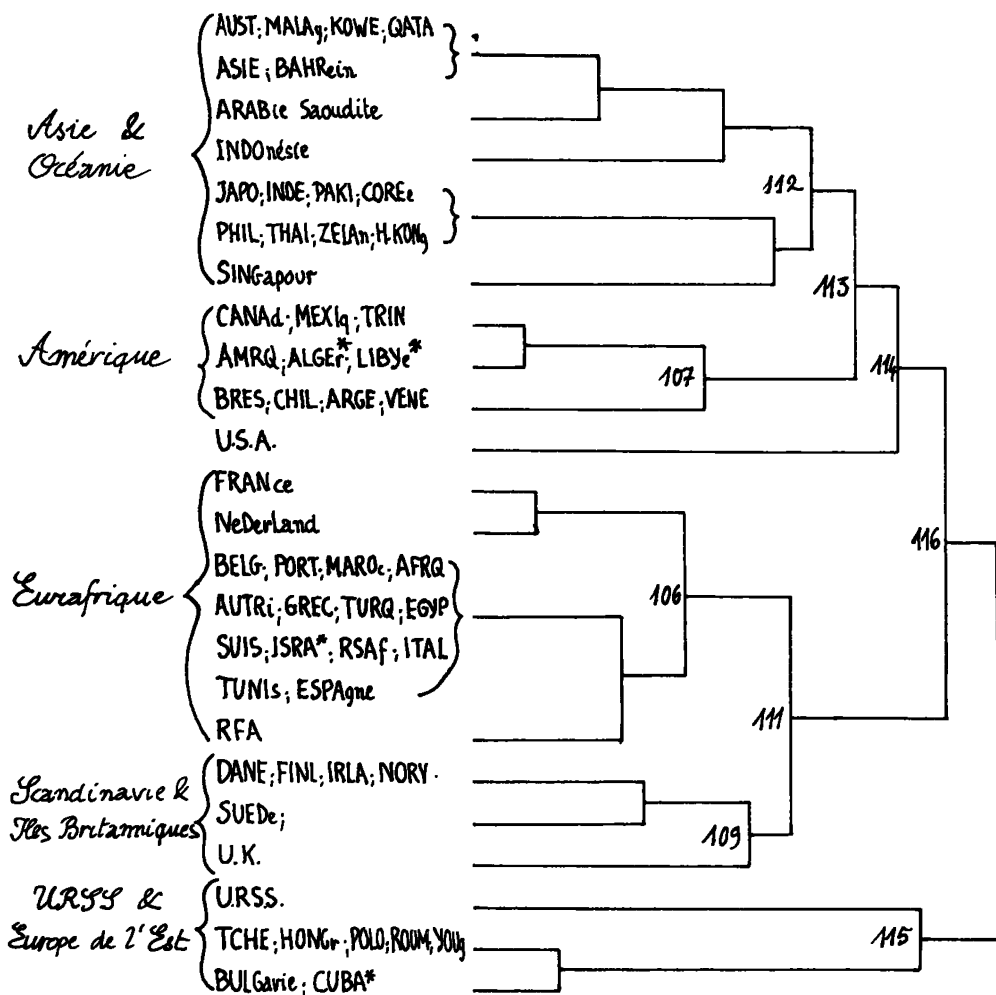 AUST; MALAg; KOWE; QATA
ASIE; BAHRein
ARABie Saoudite
Asie &
Océanie
INDOnésie
JAPO; INDE; PAKI; COREe
PHIL; THAI; ZELAn; H.KONg
SINGapour
112
113
CANAd; MEXIq; TRIN
Amérique
AMRQ; ALGEr*; LIBYe*
BRES; CHIL; ARGE; VENE
107
114
U.S.A.
FRANce
NeDerLand
BELG; PORT; MAROc; AFRQ
Eurafrique
AUTRi; GREC; TURQ; EGYP
SUIS; ISRA*; RSAf; ITAL
TUNIs; ESPAgne
RFA
106
116
111
DANE; FINL; IRLA; NORV.
Scandinavie &
Iles Britanniques
SUEDe;
U.K.
109
URSS &
Europe de l'Est
U.RSS.
TCHE; HONGr; POLO; ROUM, YOUg
BULGarie; CUBA*
115